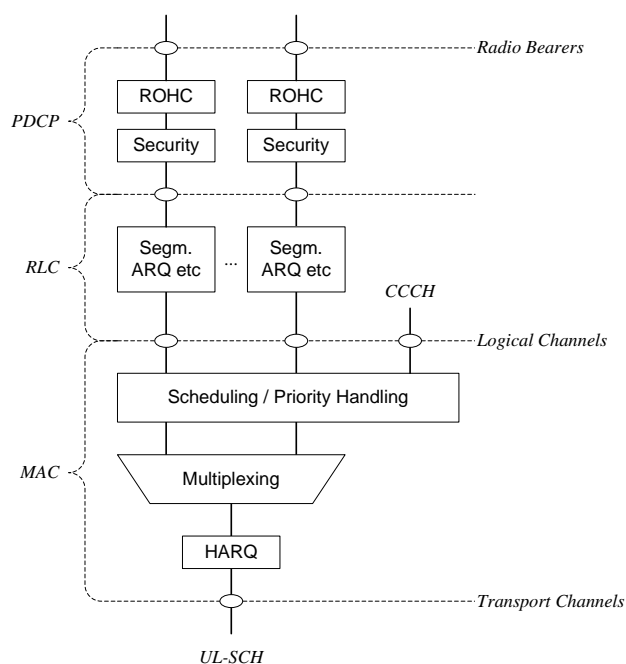 Radio Bearers
ROHC ROHC
PDCP
Security Security
Segm. ARQ etc
...
Segm. ARQ etc
RLC
CCCH
Logical Channels
Scheduling / Priority Handling
MAC
Multiplexing
HARQ
Transport Channels
UL-SCH